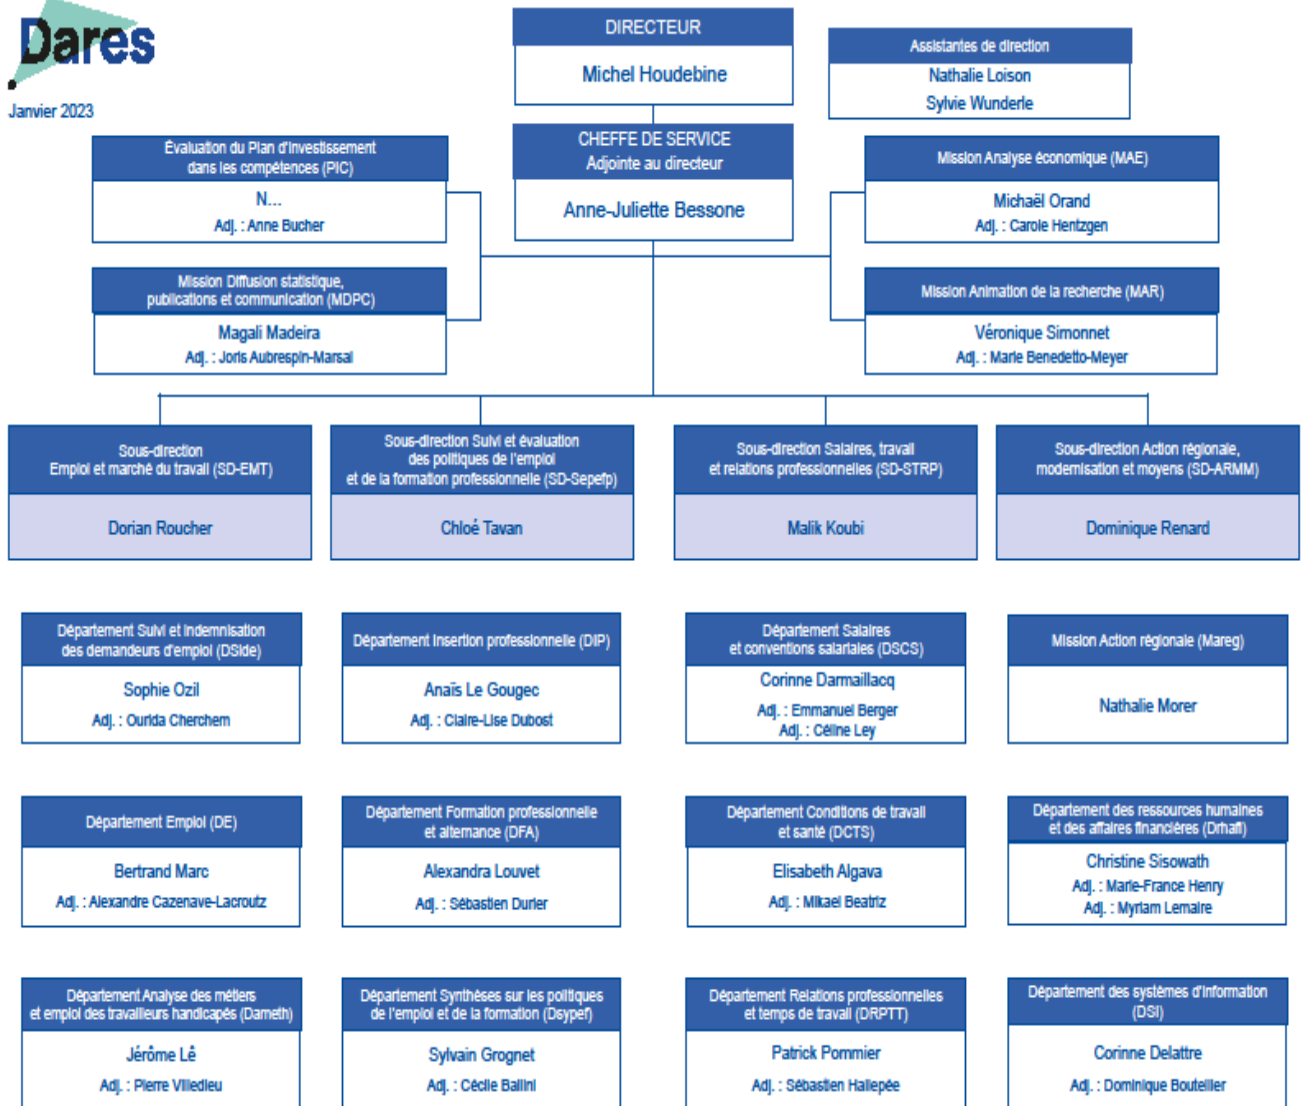 Dares
Janvier 2023
DIRECTEUR
Michel Houdebine
Assistantes de direction
Nathalie Loison
Sylvie Wunderle
CHEFFE DE SERVICE
Adjointe au directeur
Anne-Juliette Bessone
Évaluation du Plan d'investissement
dans les compétences (PIC)
N...
Adj. : Anne Bucher
Mission Analyse économique (MAE)
Michaël Orand
Adj. : Carole Hentzgen
Mission Diffusion statistique,
publications et communication (MDPC)
Magali Madeira
Adj. : Joris Aubrespin-Marsal
Mission Animation de la recherche (MAR)
Véronique Simonnet
Adj. : Marie Benedetto-Meyer
Sous-direction
Emploi et marché du travail (SD-EMT)
Dorian Roucher
Sous-direction Suivi et évaluation
des politiques de l'emploi
et de la formation professionnelle (SD-Sepefp)
Chloé Tavan
Sous-direction Salaires, travail
et relations professionnelles (SD-STRP)
Malik Koubi
Sous-direction Action régionale,
modernisation et moyens (SD-ARMM)
Dominique Renard
Département Suivi et indemnisation
des demandeurs d'emploi (DSide)
Sophie Ozil
Adj. : Ourida Cherchem
Département Insertion professionnelle (DIP)
Anaïs Le Gougec
Adj. : Claire-Lise Dubost
Département Salaires
et conventions salariales (DSCS)
Corinne Darmaillacq
Adj. : Emmanuel Berger
Adj. : Céline Ley
Mission Action régionale (Mareg)
Nathalie Morer
Département Emploi (DE)
Bertrand Marc
Adj. : Alexandre Cazenave-Lacroutz
Département Formation professionnelle
et alternance (DFA)
Alexandra Louvet
Adj. : Sébastien Durier
Département Conditions de travail
et santé (DCTS)
Elisabeth Algava
Adj. : Mikael Beatriz
Département des ressources humaines
et des affaires financières (Drhafi)
Christine Sisowath
Adj. : Marie-France Henry
Adj. : Myriam Lemaire
Département Analyse des métiers
et emploi des travailleurs handicapés (Dameth)
Jérôme Lê
Adj. : Pierre Villedieu
Département Synthèses sur les politiques
de l'emploi et de la formation (Dsypef)
Sylvain Grognet
Adj. : Cécile Ballini
Département Relations professionnelles
et temps de travail (DRPTT)
Patrick Pommier
Adj. : Sébastien Hallepée
Département des systèmes d'information
(DSI)
Corinne Delattre
Adj. : Dominique Bouteiller